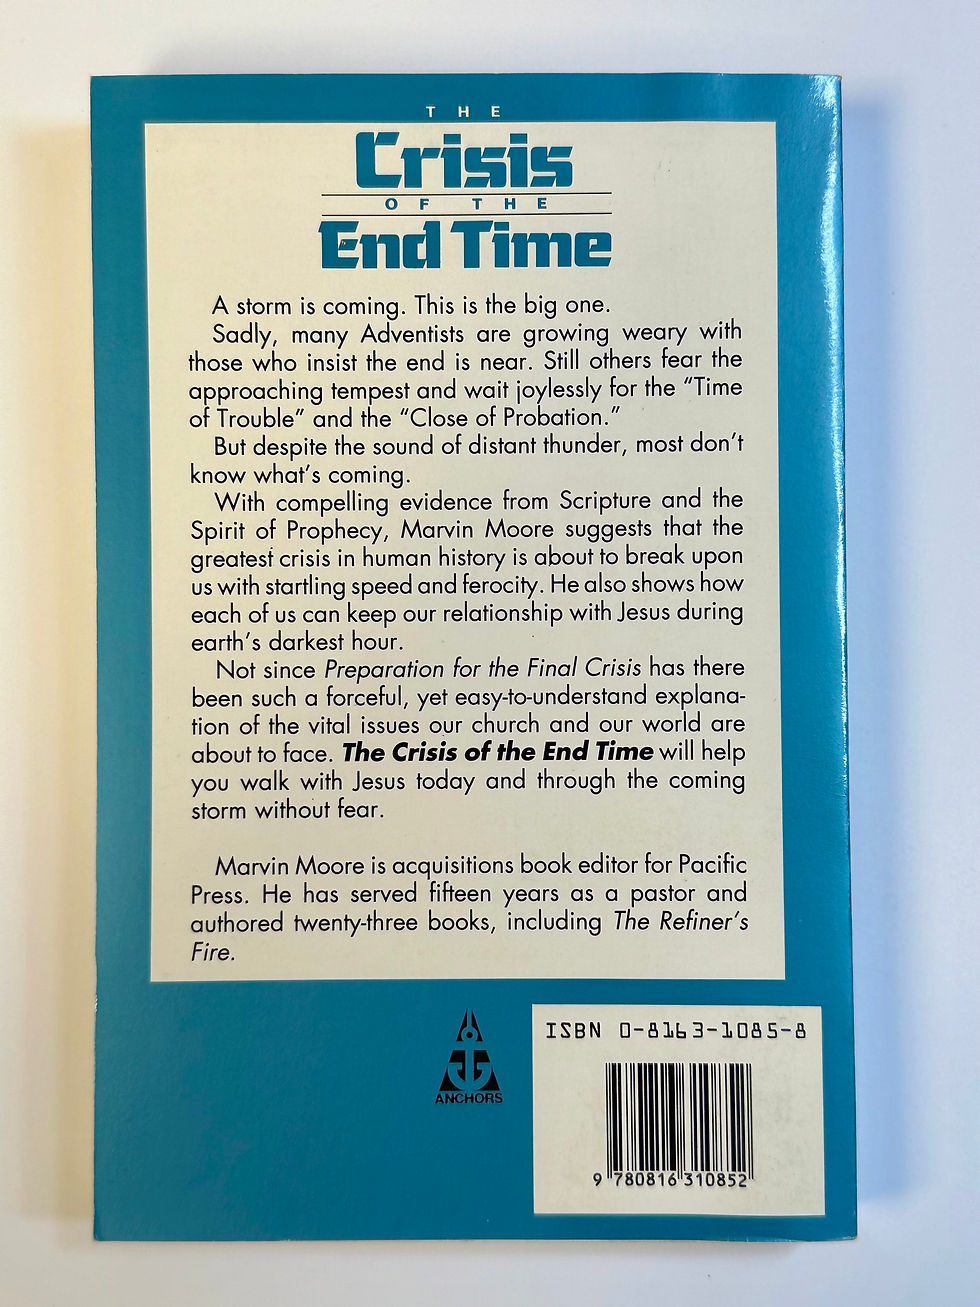 THE
Crisis
OF THE
End Time
A storm is coming. This is the big one.
Sadly, many Adventists are growing weary with
those who insist the end is near. Still others fear the
approaching tempest and wait joylessly for the “Time
of Trouble” and the “Close of Probation.”
But despite the sound of distant thunder, most don’t
know what’s coming.
With compelling evidence from Scripture and the
Spirit of Prophecy, Marvin Moore suggests that the
greatest crisis in human history is about to break upon
us with startling speed and ferocity. He also shows how
each of us can keep our relationship with Jesus during
earth’s darkest hour.
Not since Preparation for the Final Crisis has there
been such a forceful, yet easy-to-understand explana-
tion of the vital issues our church and our world are
about to face. The Crisis of the End Time will help
you walk with Jesus today and through the coming
storm without fear.
Marvin Moore is acquisitions book editor for Pacific
Press. He has served fifteen years as a pastor and
authored twenty-three books, including The Refiner’s
Fire.
ANCHORS
ISBN 0-8163-1085-8
9 780816 310852